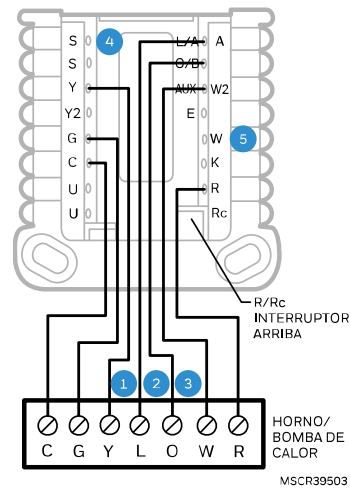 S 4 L/A A
S O/B
Y AUX W2
Y2 E
G W 5
C K
U R
U Rc
R/Rc
INTERRUPTOR
ARRIBA
1 2 3
C G Y L O W R
HORNO/
BOMBA DE
CALOR
MSCR39503